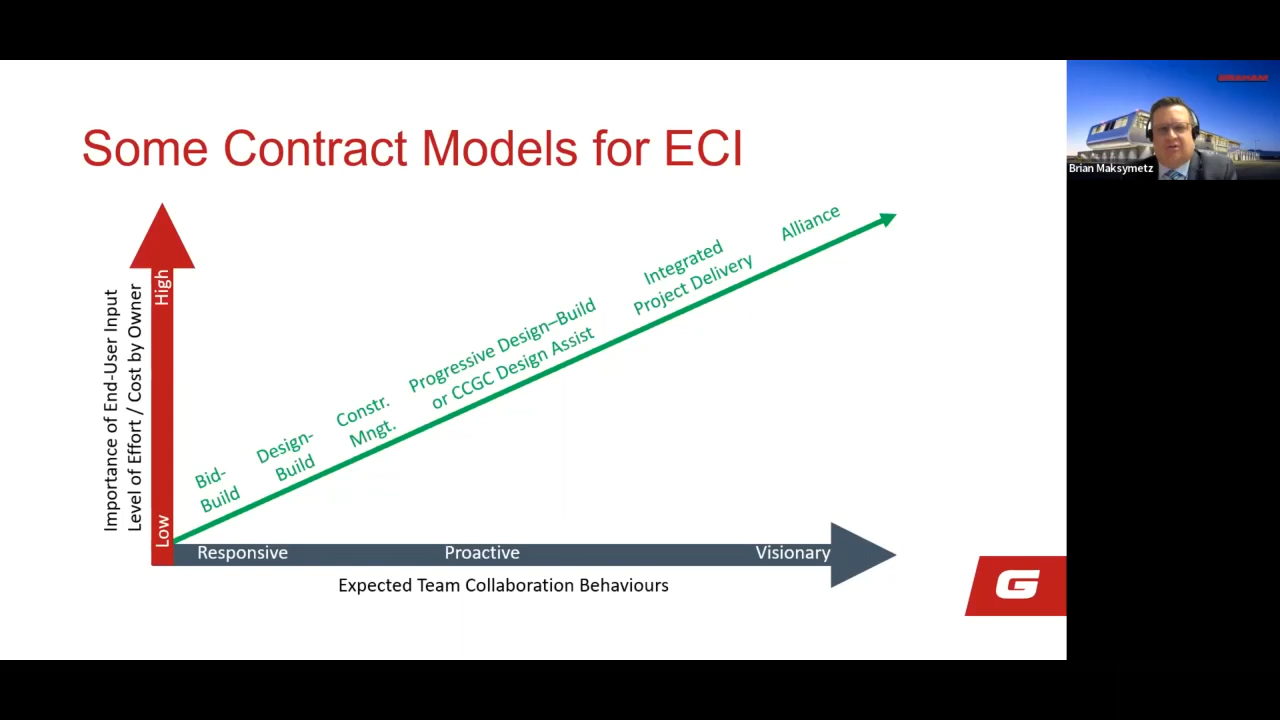 Some Contract Models for ECI
Brian Maksymetz
High
Low
Importance of End-User Input
Level of Effort / Cost by Owner
Bid-
Build
Design-
Build
Constr.
Mngt.
Progressive Design–Build
or CCGC Design Assist
Integrated
Project Delivery
Alliance
Responsive
Proactive
Visionary
Expected Team Collaboration Behaviours
G